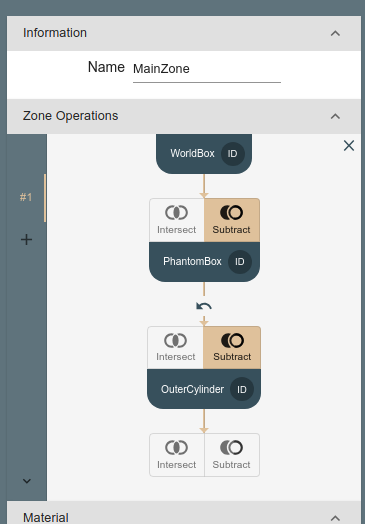 Information
Name MainZone
Zone Operations
WorldBox ID
#1
Intersect Subtract
PhantomBox ID
Intersect Subtract
OuterCylinder ID
Intersect Subtract
Material